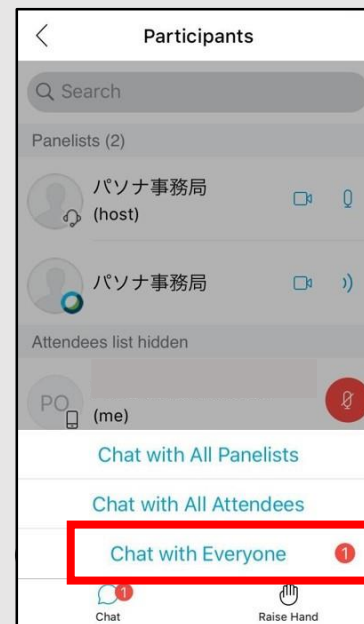 Participants
Search
Panelists (2)
パソナ事務局
(host)
パソナ事務局
Attendees list hidden
PO
(me)
Chat with All Panelists
Chat with All Attendees
Chat with Everyone 1
1
Chat
Raise Hand